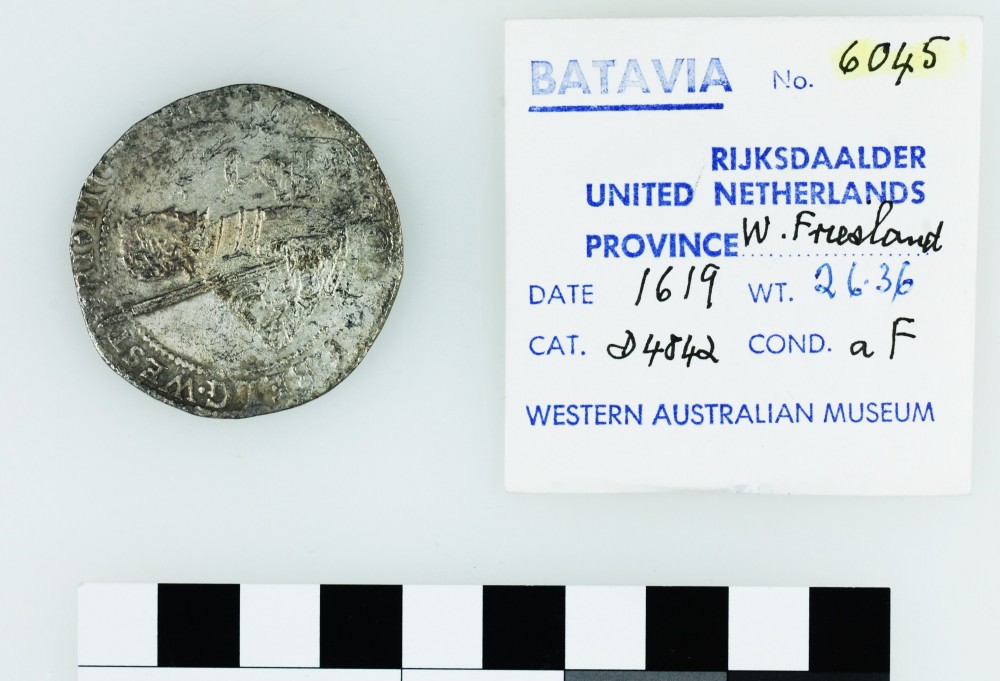 BATAVIA No. 6045
RIJKSDAALDER
UNITED NETHERLANDS
PROVINCE W. Friesland
DATE 1619 WT. 26.36
CAT. D4842 COND. a F
WESTERN AUSTRALIAN MUSEUM
WEST